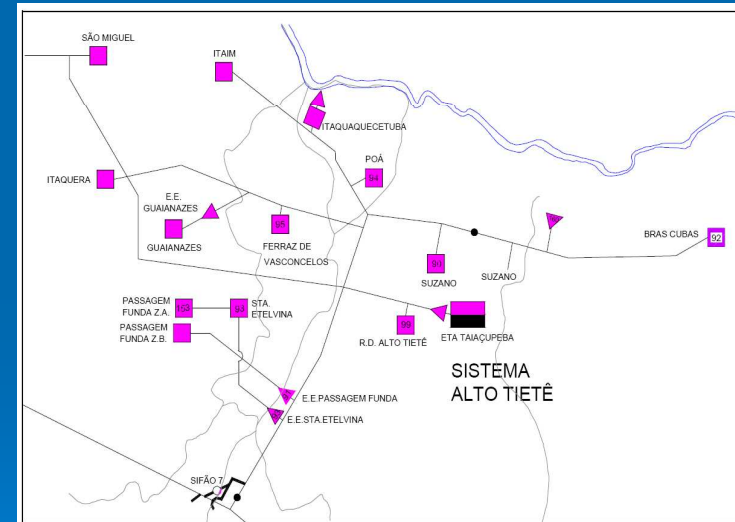 SÃO MIGUEL
ITAIM
ITAQUAQUECETUBA
POÁ
94
ITAQUERA
E.E.
GUAIANAZES
GUAIANAZES
95
FERRAZ DE
VASCONCELOS
BRAS CUBAS
92
90
SUZANO
SUZANO
PASSAGEM
FUNDA Z.A.
153
93
STA.
ETELVINA
PASSAGEM
FUNDA Z.B.
99
R.D. ALTO TIETÊ
ETA TAIAÇUPEBA
SISTEMA
ALTO TIETÊ
E.E.PASSAGEM FUNDA
E.E.STA.ETELVINA
SIFÃO 7